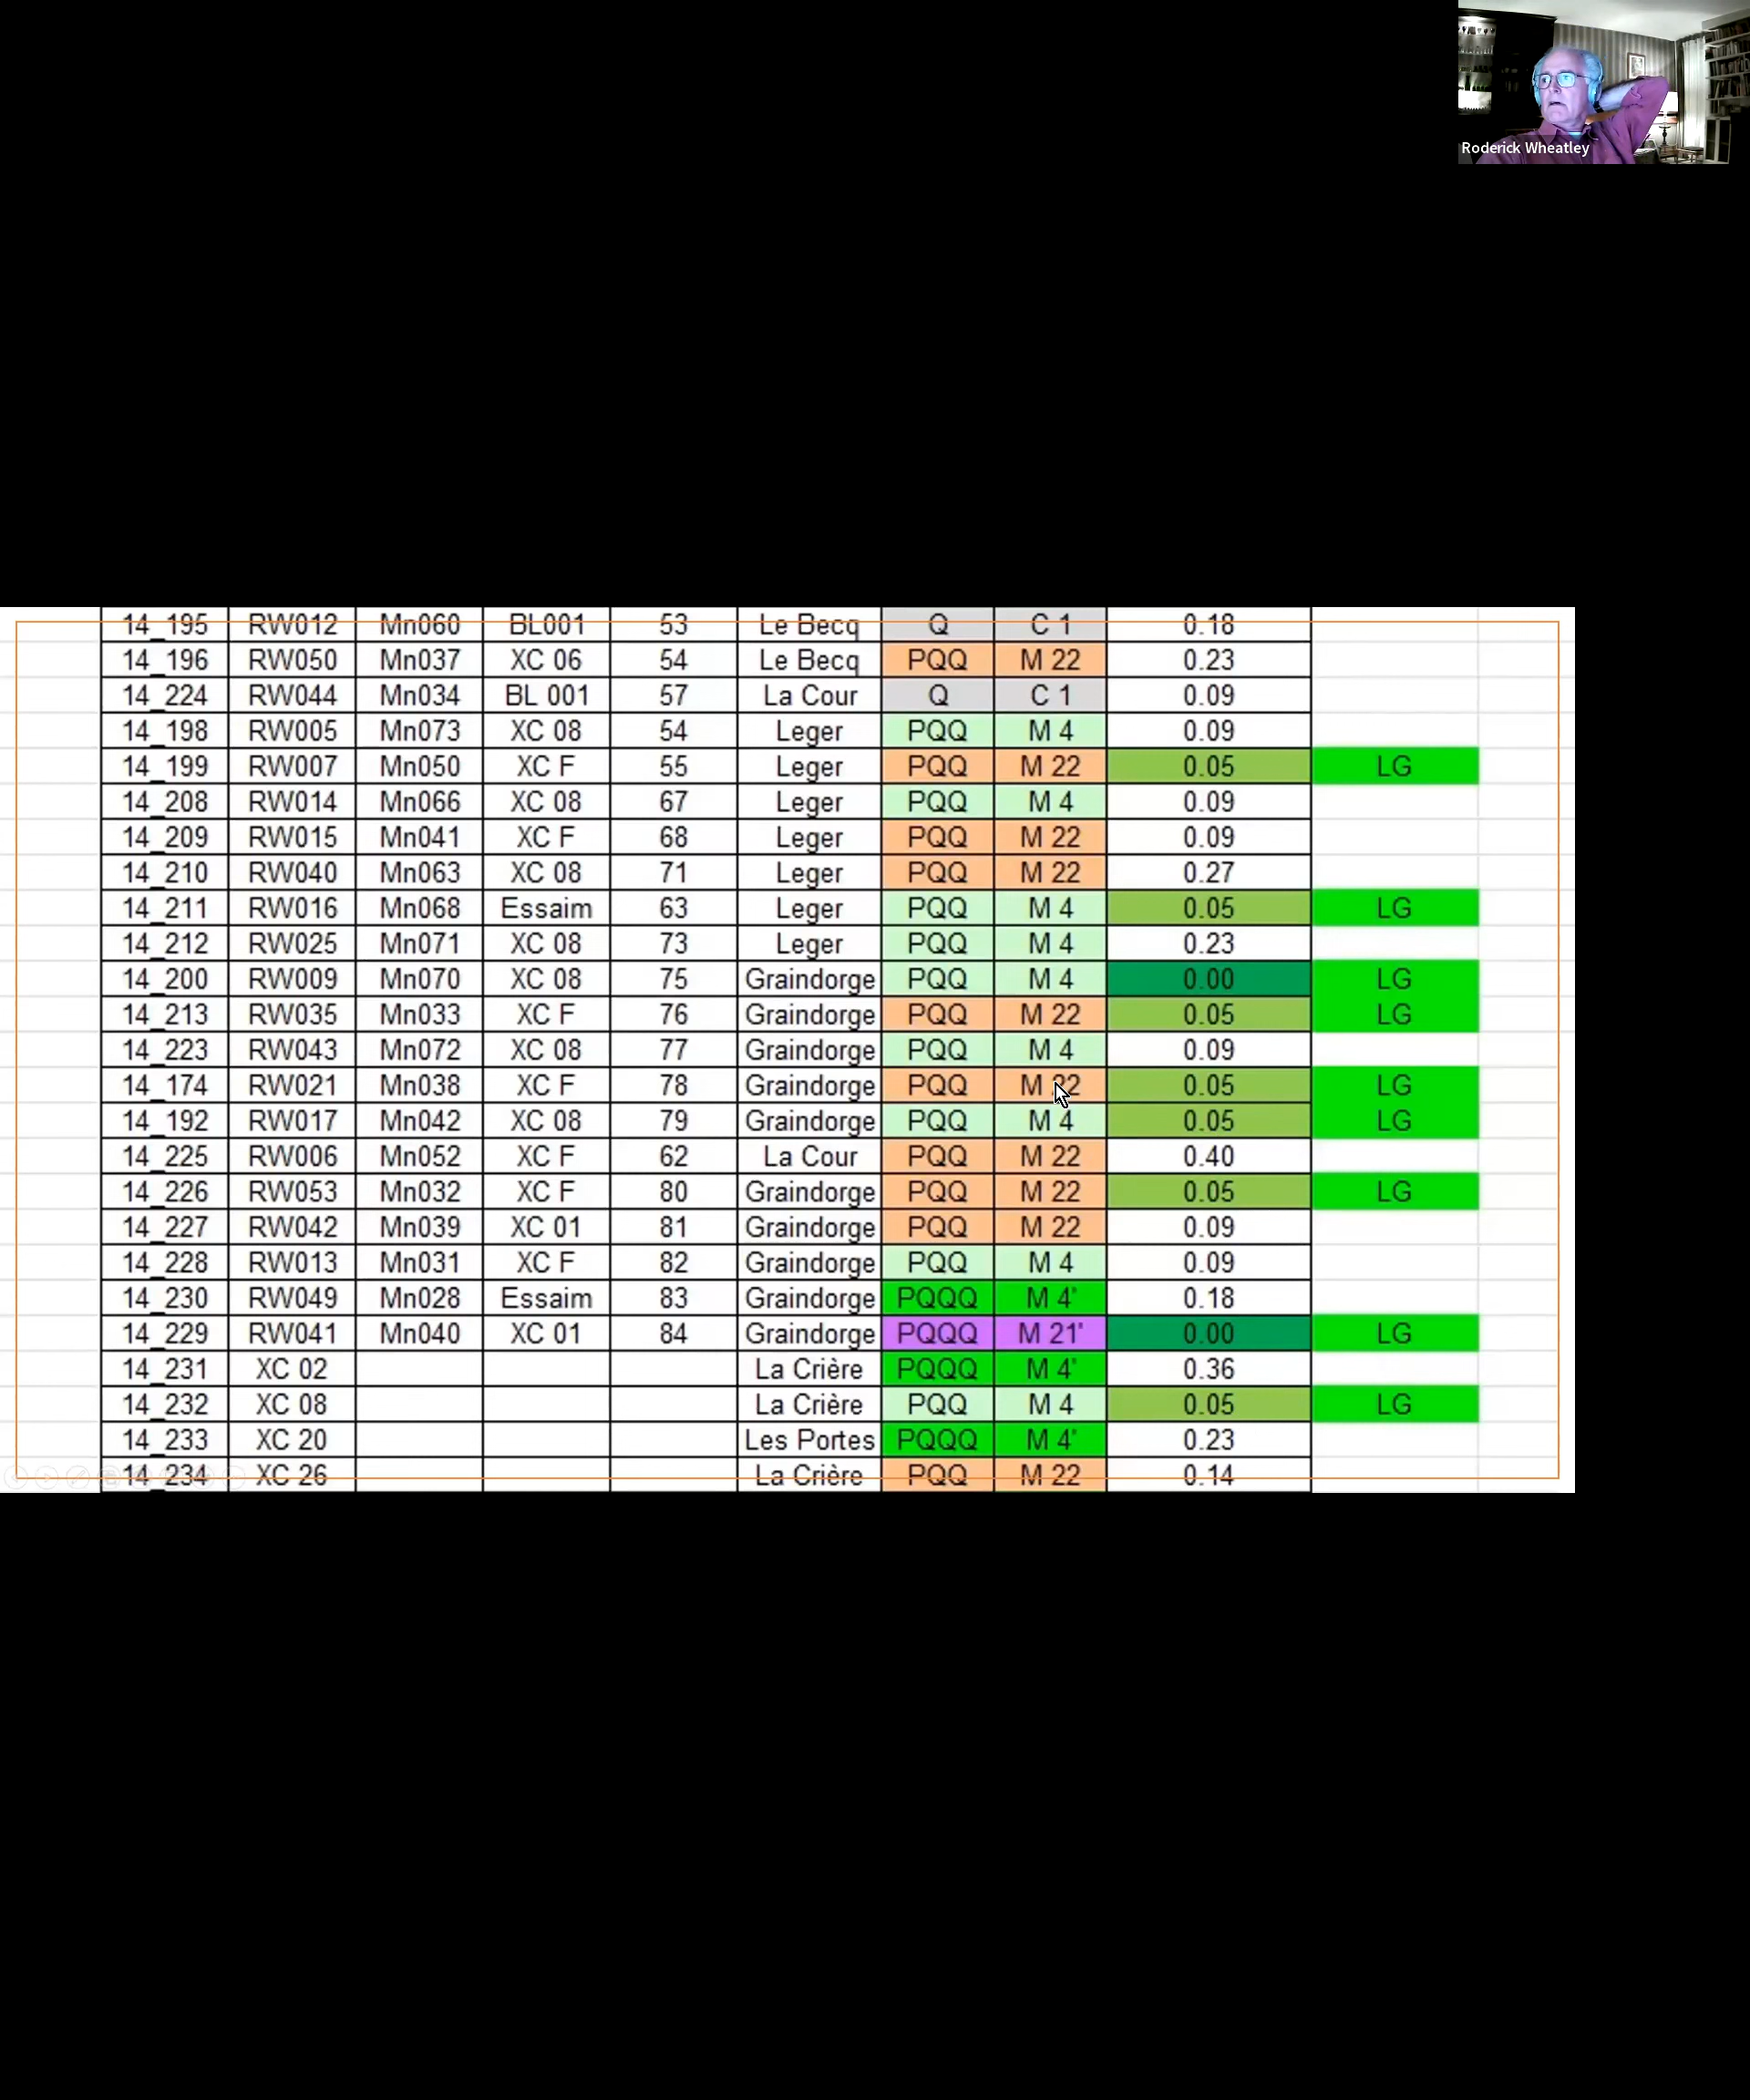 Roderick Wheatley
14_195 RW012 Mn060 BL001 53 Le Becq Q C 1 0.18
14_196 RW050 Mn037 XC 06 54 Le Becq PQQ M 22 0.23
14_224 RW044 Mn034 BL 001 57 La Cour Q C 1 0.09
14_198 RW005 Mn073 XC 08 54 Leger PQQ M 4 0.09
14_199 RW007 Mn050 XC F 55 Leger PQQ M 22 0.05 LG
14_208 RW014 Mn066 XC 08 67 Leger PQQ M 4 0.09
14_209 RW015 Mn041 XC F 68 Leger PQQ M 22 0.09
14_210 RW040 Mn063 XC 08 71 Leger PQQ M 22 0.27
14_211 RW016 Mn068 Essaim 63 Leger PQQ M 4 0.05 LG
14_212 RW025 Mn071 XC 08 73 Leger PQQ M 4 0.23
14_200 RW009 Mn070 XC 08 75 Graindorge PQQ M 4 0.00 LG
14_213 RW035 Mn033 XC F 76 Graindorge PQQ M 22 0.05 LG
14_223 RW043 Mn072 XC 08 77 Graindorge PQQ M 4 0.09
14_174 RW021 Mn038 XC F 78 Graindorge PQQ M 22 0.05 LG
14_192 RW017 Mn042 XC 08 79 Graindorge PQQ M 4 0.05 LG
14_225 RW006 Mn052 XC F 62 La Cour PQQ M 22 0.40
14_226 RW053 Mn032 XC F 80 Graindorge PQQ M 22 0.05 LG
14_227 RW042 Mn039 XC 01 81 Graindorge PQQ M 22 0.09
14_228 RW013 Mn031 XC F 82 Graindorge PQQ M 4 0.09
14_230 RW049 Mn028 Essaim 83 Graindorge PQQQ M 4' 0.18
14_229 RW041 Mn040 XC 01 84 Graindorge PQQQ M 21' 0.00 LG
14_231 XC 02 La Crière PQQQ M 4' 0.36
14_232 XC 08 La Crière PQQ M 4 0.05 LG
14_233 XC 20 Les Portes PQQQ M 4' 0.23
14_234 XC 26 La Crière PQQ M 22 0.14